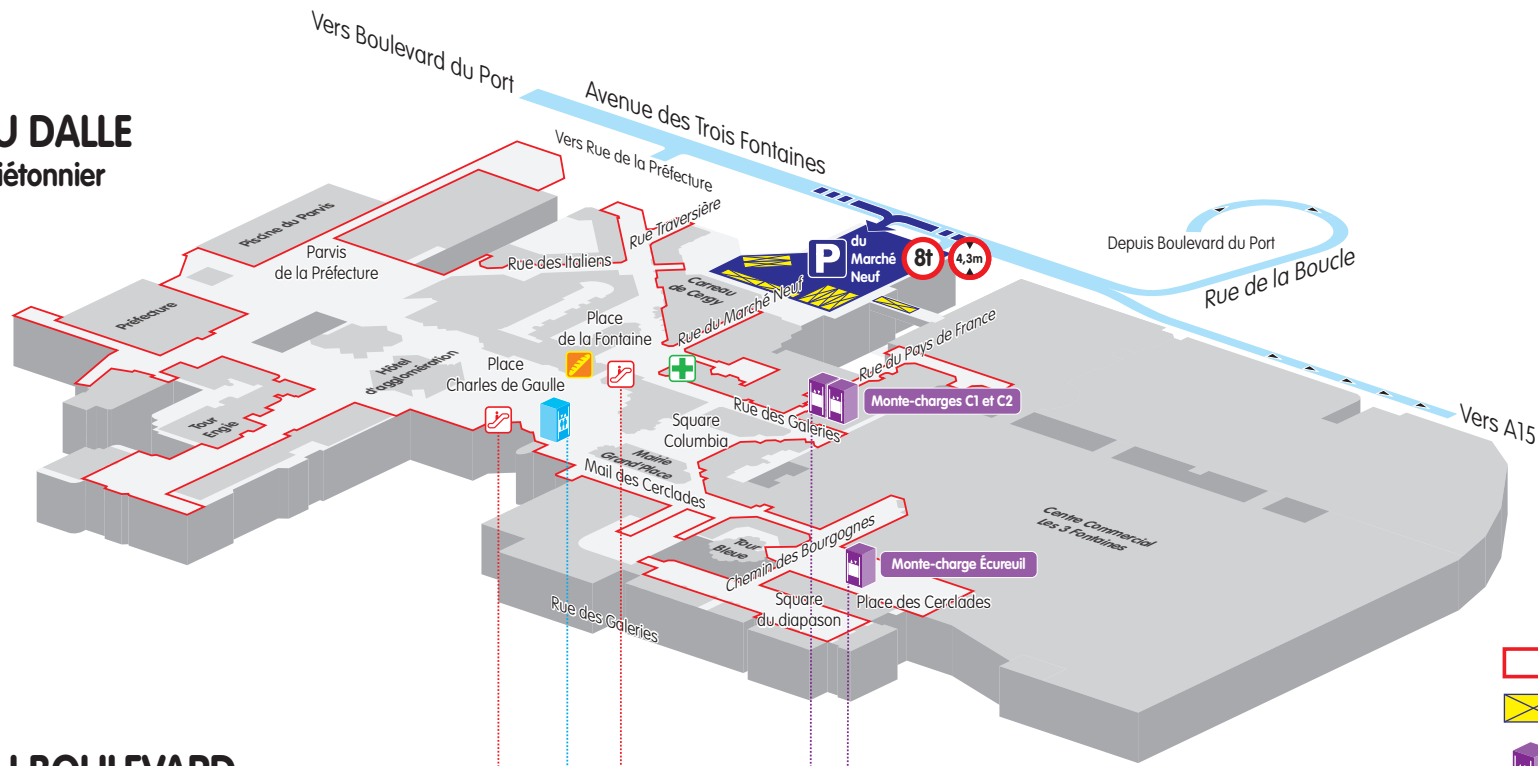 Vers Boulevard du Port
Avenue des Trois Fontaines
U DALLE
iétonnier
Vers Rue de la Préfecture
Piscine du Parvis
Rue Traversière
Parvis
de la Préfecture
Rue des Italiens
P
du
Marché
Neuf
8t
4,3m
Depuis Boulevard du Port
Rue de la Boucle
Carreau
de Cergy
Préfecture
Place
de la Fontaine
Rue du Marché Neuf
Rue du Pays de France
Hôtel
d'agglomération
Place
Charles de Gaulle
Monte-charges C1 et C2
Rue des Galeries
Vers A15
Tour
Engie
Square
Columbia
Mairie
Grand'Place
Mail des Cerclades
Centre Commercial
Les 3 Fontaines
Tour
Bleue
Chemin des Bourgognes
Monte-charge Écureuil
Square
du diapason
Place des Cerclades
Rue des Galeries